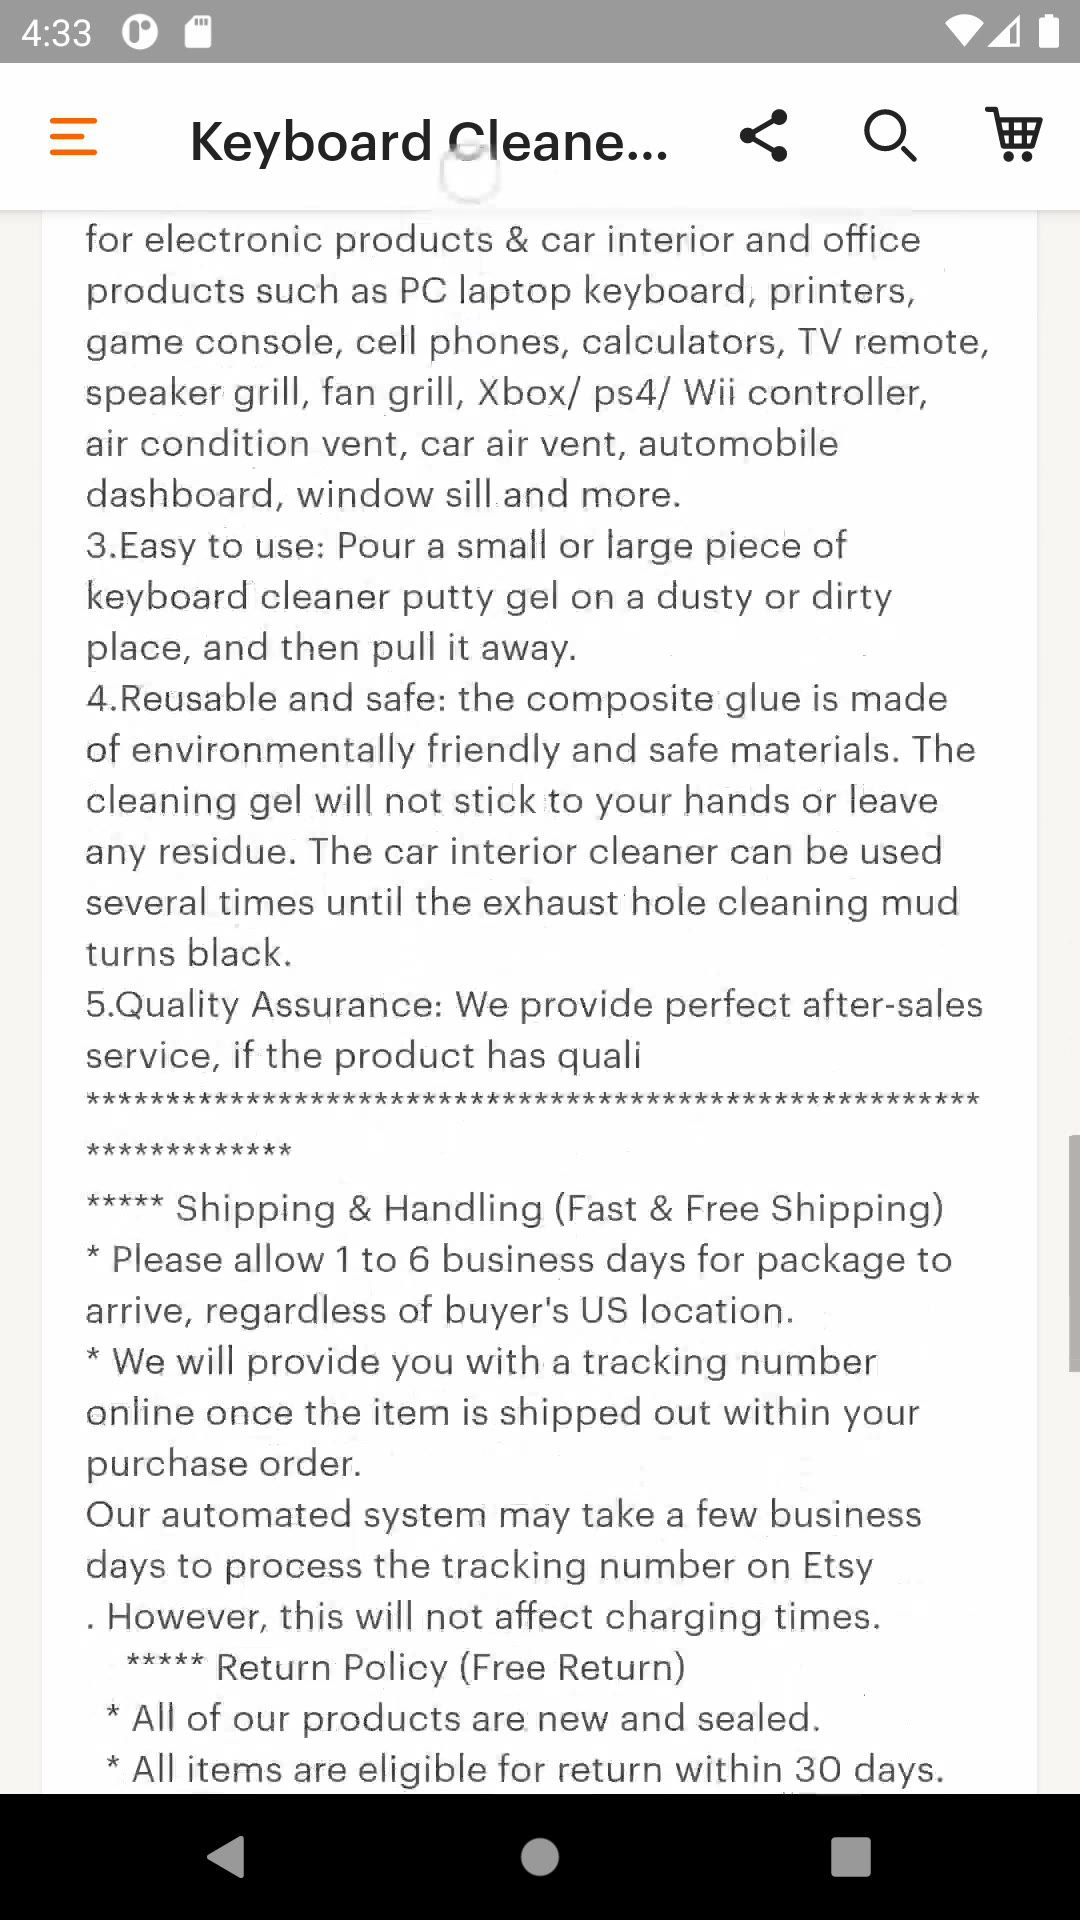 4:33
Keyboard Cleane...
for electronic products & car interior and office
products such as PC laptop keyboard, printers,
game console, cell phones, calculators, TV remote,
speaker grill, fan grill, Xbox/ ps4/ Wii controller,
air condition vent, car air vent, automobile
dashboard, window sill and more.
3.Easy to use: Pour a small or large piece of
keyboard cleaner putty gel on a dusty or dirty
place, and then pull it away.
4.Reusable and safe: the composite glue is made
of environmentally friendly and safe materials. The
cleaning gel will not stick to your hands or leave
any residue. The car interior cleaner can be used
several times until the exhaust hole cleaning mud
turns black.
5.Quality Assurance: We provide perfect after-sales
service, if the product has quali
********************************************************
*************
***** Shipping & Handling (Fast & Free Shipping)
* Please allow 1 to 6 business days for package to
arrive, regardless of buyer's US location.
* We will provide you with a tracking number
online once the item is shipped out within your
purchase order.
Our automated system may take a few business
days to process the tracking number on Etsy
. However, this will not affect charging times.
***** Return Policy (Free Return)
* All of our products are new and sealed.
* All items are eligible for return within 30 days.